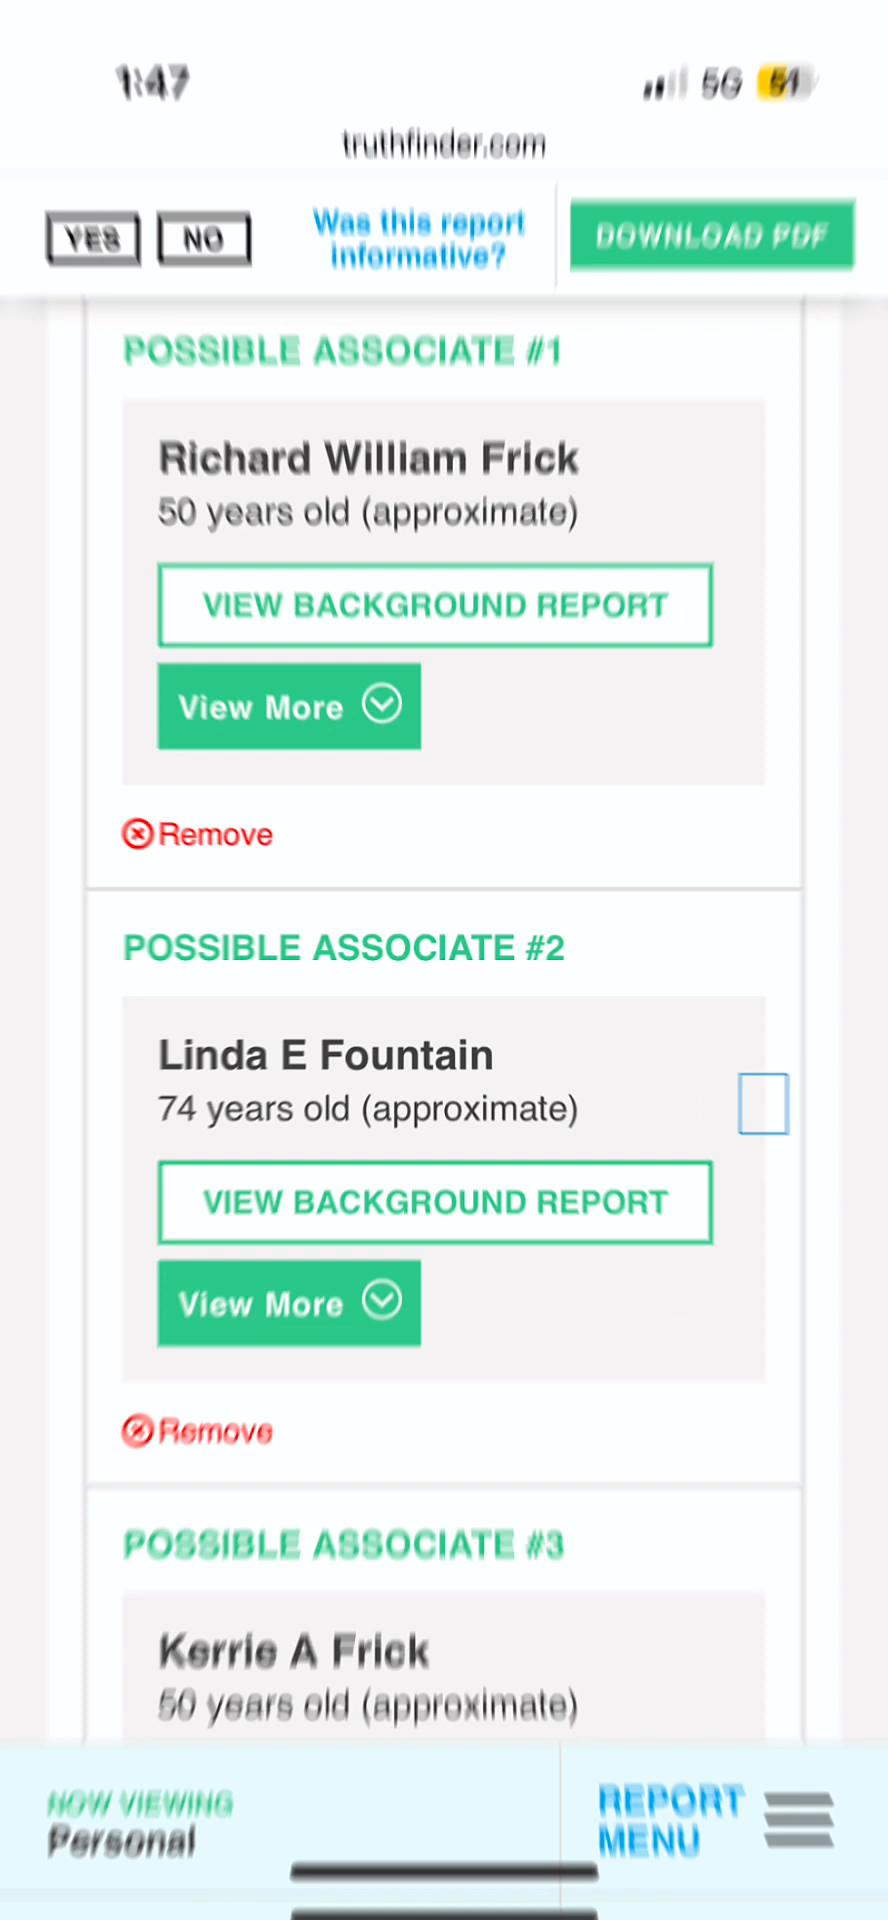 1:47
5G 51
truthfinder.com
YES NO Was this report informative? DOWNLOAD PDF
POSSIBLE ASSOCIATE #1
Richard William Frick
50 years old (approximate)
VIEW BACKGROUND REPORT
View More
Remove
POSSIBLE ASSOCIATE #2
Linda E Fountain
74 years old (approximate)
VIEW BACKGROUND REPORT
View More
Remove
POSSIBLE ASSOCIATE #3
Kerrie A Frick
50 years old (approximate)
NOW VIEWING
Personal
REPORT
MENU